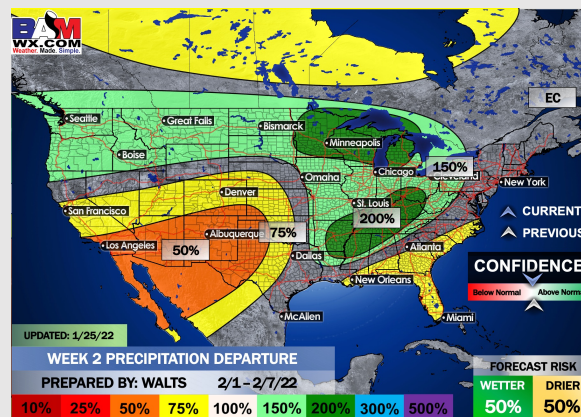 BAM
WX.COM
Weather. Made. Simple.
EC
Seattle
Great Falls
Bismarck
Minneapolis
Boise
150%
Omaha
Chicago
Cleveland
New York
Denver
St. Louis
San Francisco
200%
CURRENT
Albuquerque
75%
PREVIOUS
Los Angeles
50%
Atlanta
Dallas
CONFIDENCE
New Orleans
Below Normal
Above Norma
McAllen
Miami
UPDATED: 1/25/22
WEEK 2 PRECIPITATION DEPARTURE
FORECAST RISK
PREPARED BY: WALTS 2/1 – 2/7/22
WETTER DRIER
50% 50%
10% 25% 50% 75% 100% 150% 200% 300% 500%